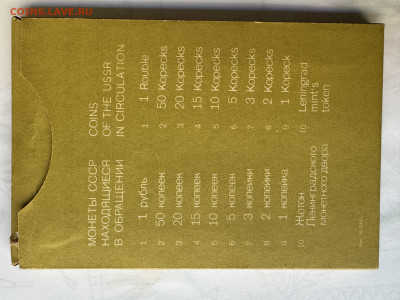 COINS.LAVE.RU
МОНЕТЫ СССР
НАХОДЯЩИЕСЯ
В ОБРАЩЕНИИ
1 1 рубль
2 50 копеек
3 20 копеек
4 15 копеек
5 10 копеек
6 5 копеек
7 3 копейки
8 2 копейки
9 1 копейка
10 Жетон
Ленинградского
монетного двора
COINS
OF THE USSR
IN CIRCULATION
1 1 Rouble
2 50 Kopecks
3 20 Kopecks
4 15 Kopecks
5 10 Kopecks
6 5 Kopecks
7 3 Kopecks
8 2 Kopecks
9 1 Kopeck
10 Leningrad
mint's
token